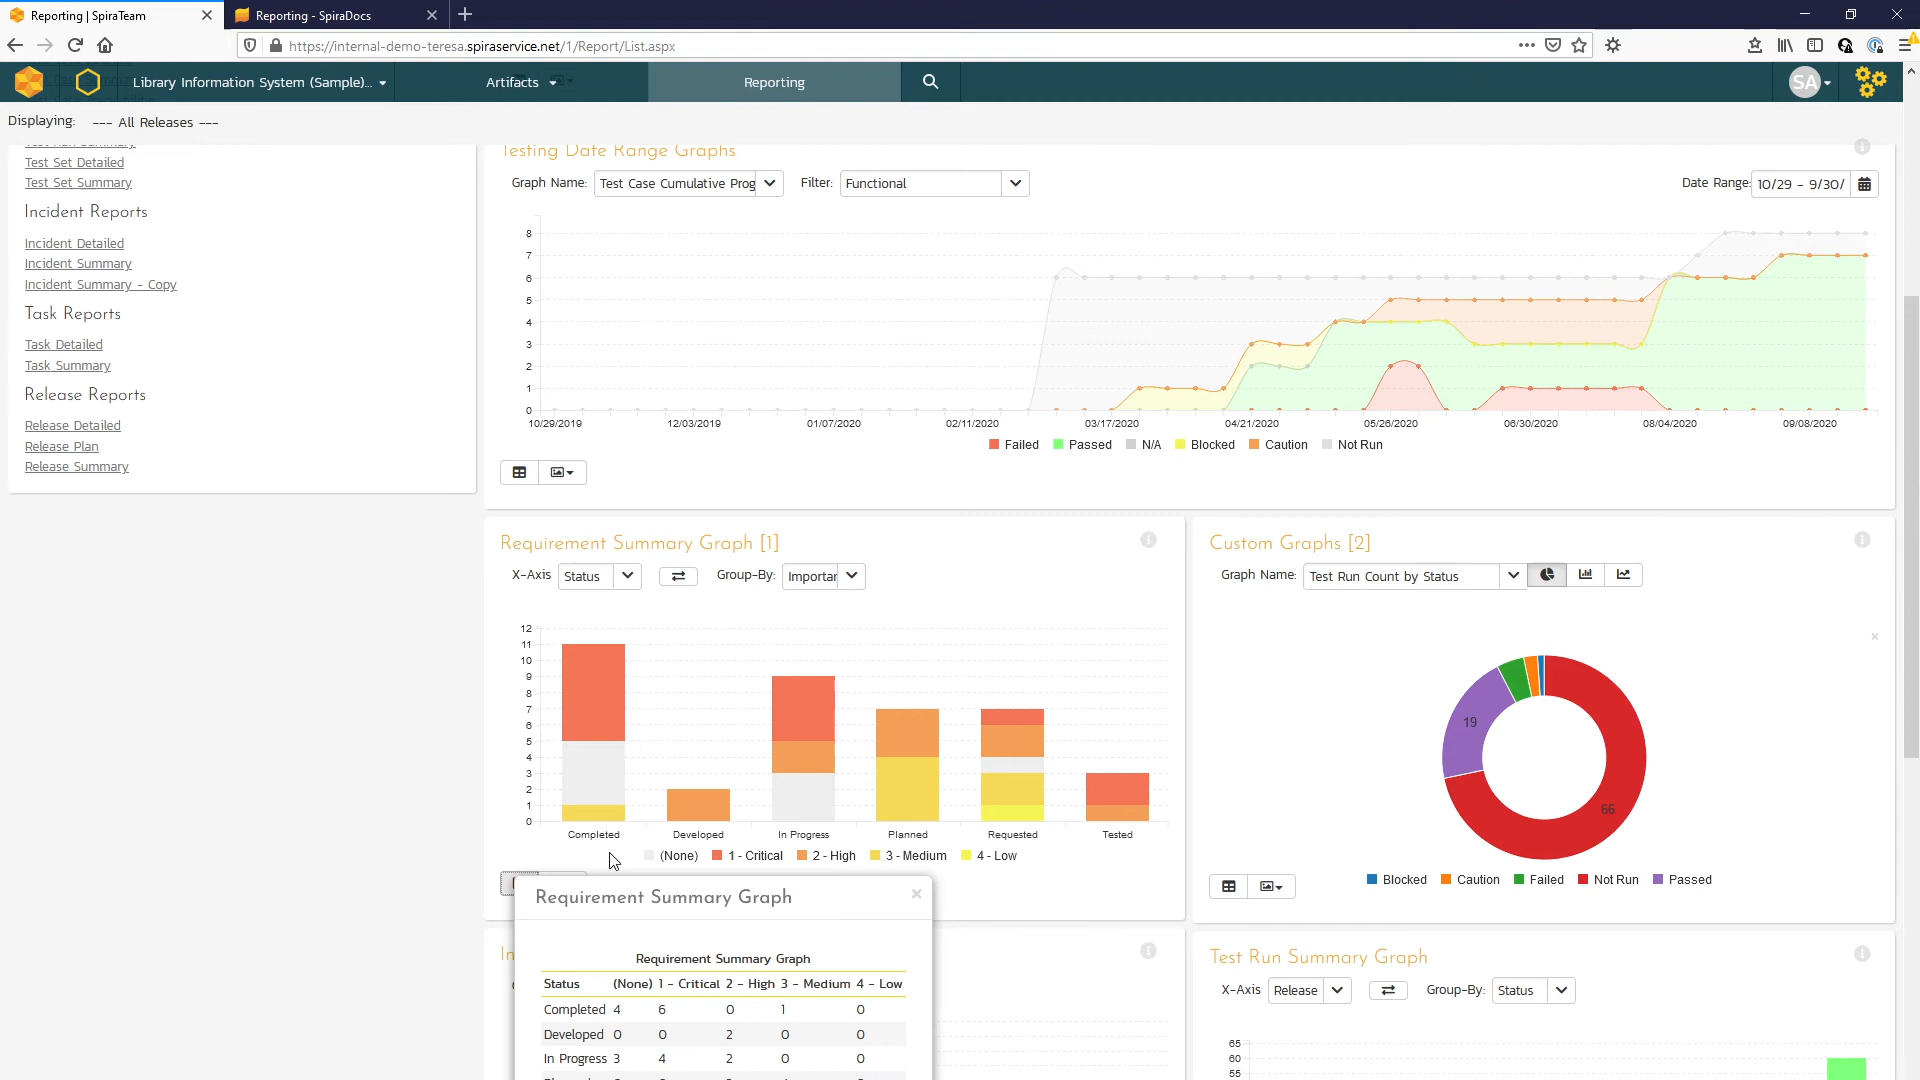 Reporting | SpiraTeam
Reporting - SpiraDocs
https://internal-demo-teresa.spiraservice.net/1/Report/List.aspx
Library Information System (Sample)...
Artifacts
Reporting
SA
Displaying: --- All Releases ---
Test Run Summary
Test Set Detailed
Test Set Summary
Incident Reports
Incident Detailed
Incident Summary
Incident Summary - Copy
Task Reports
Task Detailed
Task Summary
Release Reports
Release Detailed
Release Plan
Release Summary
Testing Date Range Graphs
Graph Name: Test Case Cumulative Prog
Filter: Functional
Date Range: 10/29 - 9/30/
8
7
6
5
4
3
2
1
0
10/29/2019 12/03/2019 01/07/2020 02/11/2020 03/17/2020 04/21/2020 05/26/2020 06/30/2020 08/04/2020 09/08/2020
Failed Passed N/A Blocked Caution Not Run
Requirement Summary Graph [1]
X-Axis Status Group-By: Importar
12
11
10
9
8
7
6
5
4
3
2
1
0
Completed Developed In Progress Planned Requested Tested
(None) 1 - Critical 2 - High 3 - Medium 4 - Low
Custom Graphs [2]
Graph Name: Test Run Count by Status
19
66
Blocked Caution Failed Not Run Passed
Requirement Summary Graph
Requirement Summary Graph
Status (None) 1 - Critical 2 - High 3 - Medium 4 - Low
Completed 4 6 0 1 0
Developed 0 0 2 0 0
In Progress 3 4 2 0 0
In
Test Run Summary Graph
X-Axis Release Group-By: Status
65
60
55